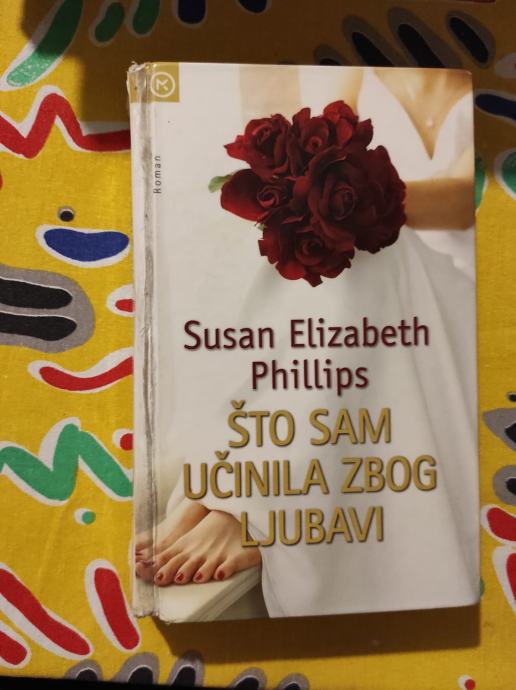 Roman
Susan Elizabeth
Phillips
ŠTO SAM
UČINILA ZBOG
LJUBAVI